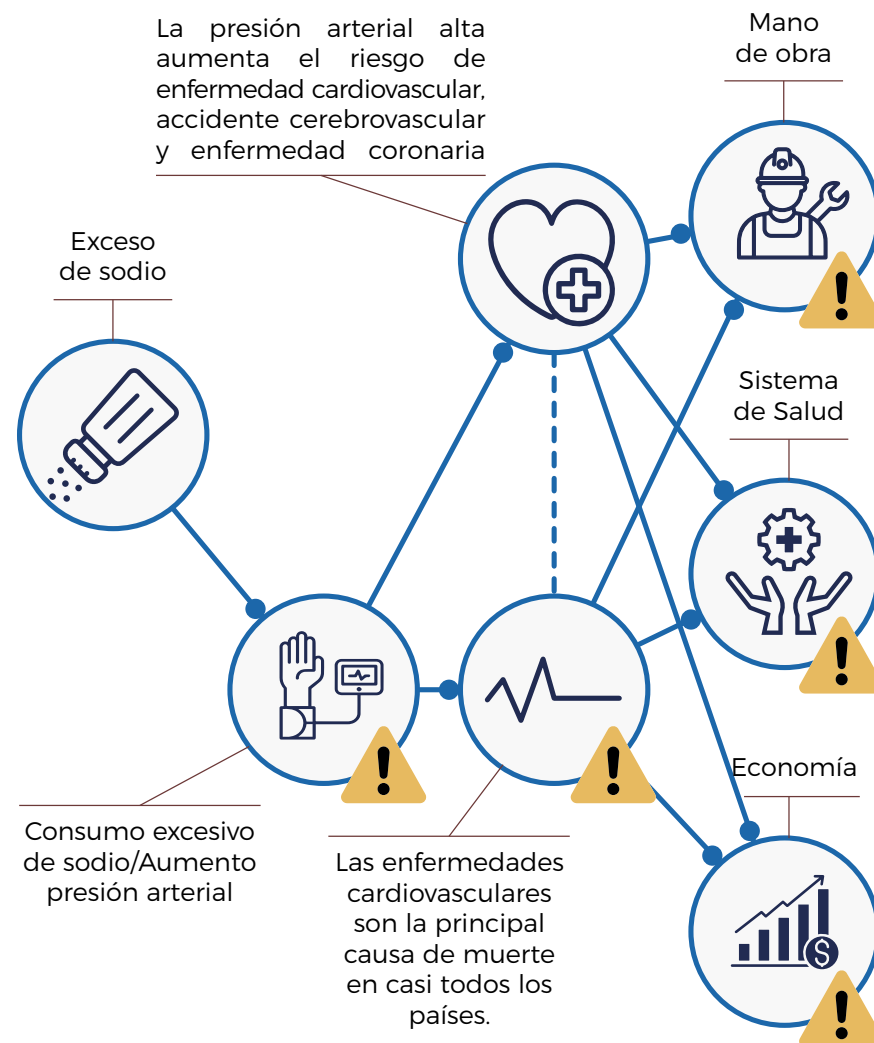 La presión arterial alta
aumenta el riesgo de
enfermedad cardiovascular,
accidente cerebrovascular
y enfermedad coronaria
Mano
de obra
Exceso
de sodio
Sistema
de Salud
Economía
$
Consumo excesivo
de sodio/Aumento
presión arterial
Las enfermedades
cardiovasculares
son la principal
causa de muerte
en casi todos los
países.